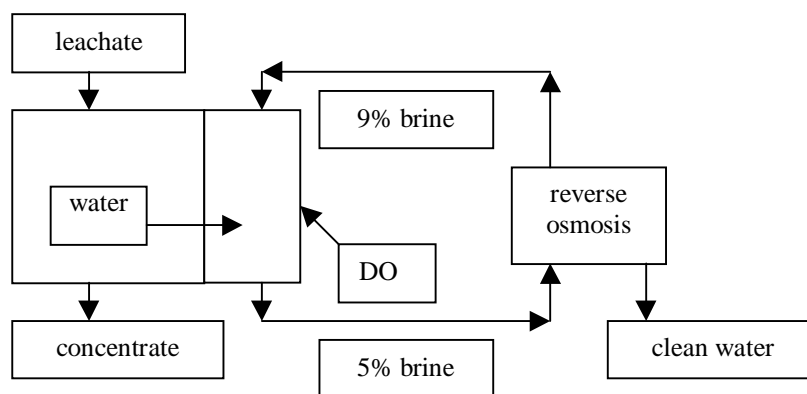 leachate
9% brine
water
reverse
osmosis
DO
concentrate
5% brine
clean water